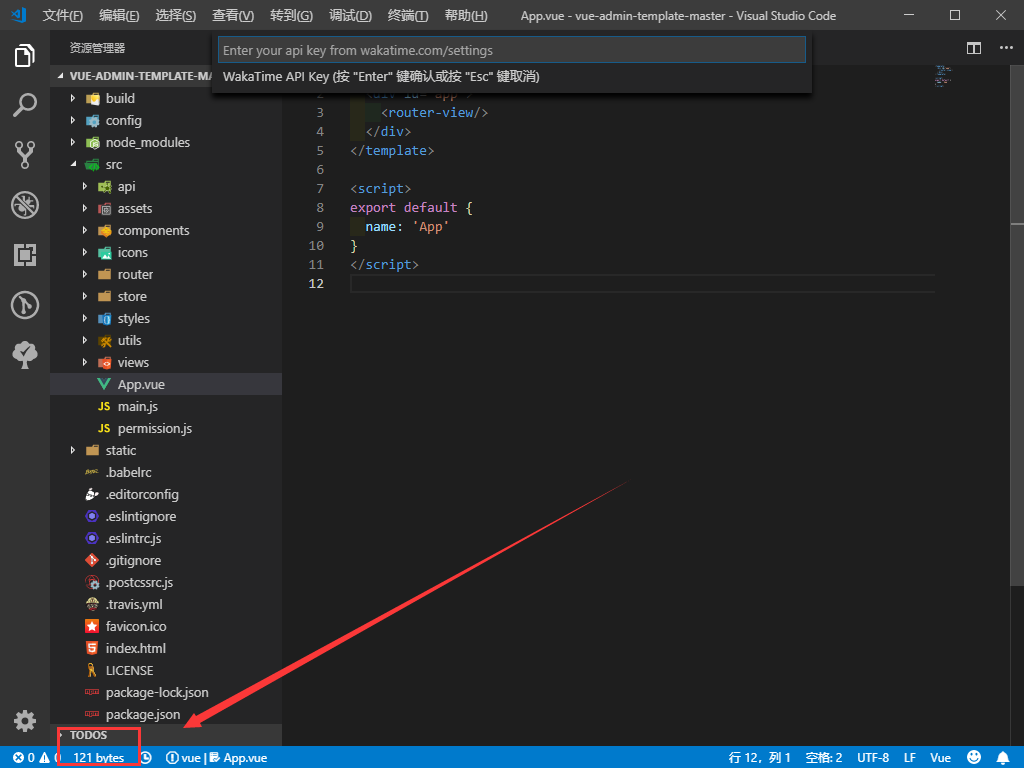 文件(F) 编辑(E) 选择(S) 查看(V) 转到(G) 调试(D) 终端(T) 帮助(H) App.vue - vue-admin-template-master - Visual Studio Code
资源管理器
Enter your api key from wakatime.com/settings
WakaTime API Key (按 "Enter" 键确认或按 "Esc" 键取消)
VUE-ADMIN-TEMPLATE-MA
build
config
node_modules
src
api
assets
components
icons
router
store
styles
utils
views
App.vue
JS main.js
JS permission.js
static
.babelrc
.editorconfig
.eslintignore
.eslintrc.js
.gitignore
.postcssrc.js
.travis.yml
favicon.ico
index.html
LICENSE
package-lock.json
package.json
TODOS
2 <div id="app">
3 <router-view/>
4 </div>
5 </template>
6
7 <script>
8 export default {
9 name: 'App'
10 }
11 </script>
12
0 0 121 bytes vue | App.vue 行 12，列 1 空格: 2 UTF-8 LF Vue